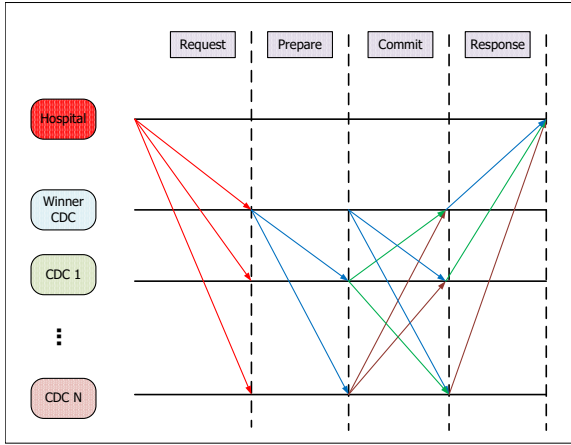 Request Prepare Commit Response
Hospital
Winner
CDC
CDC 1
...
CDC N